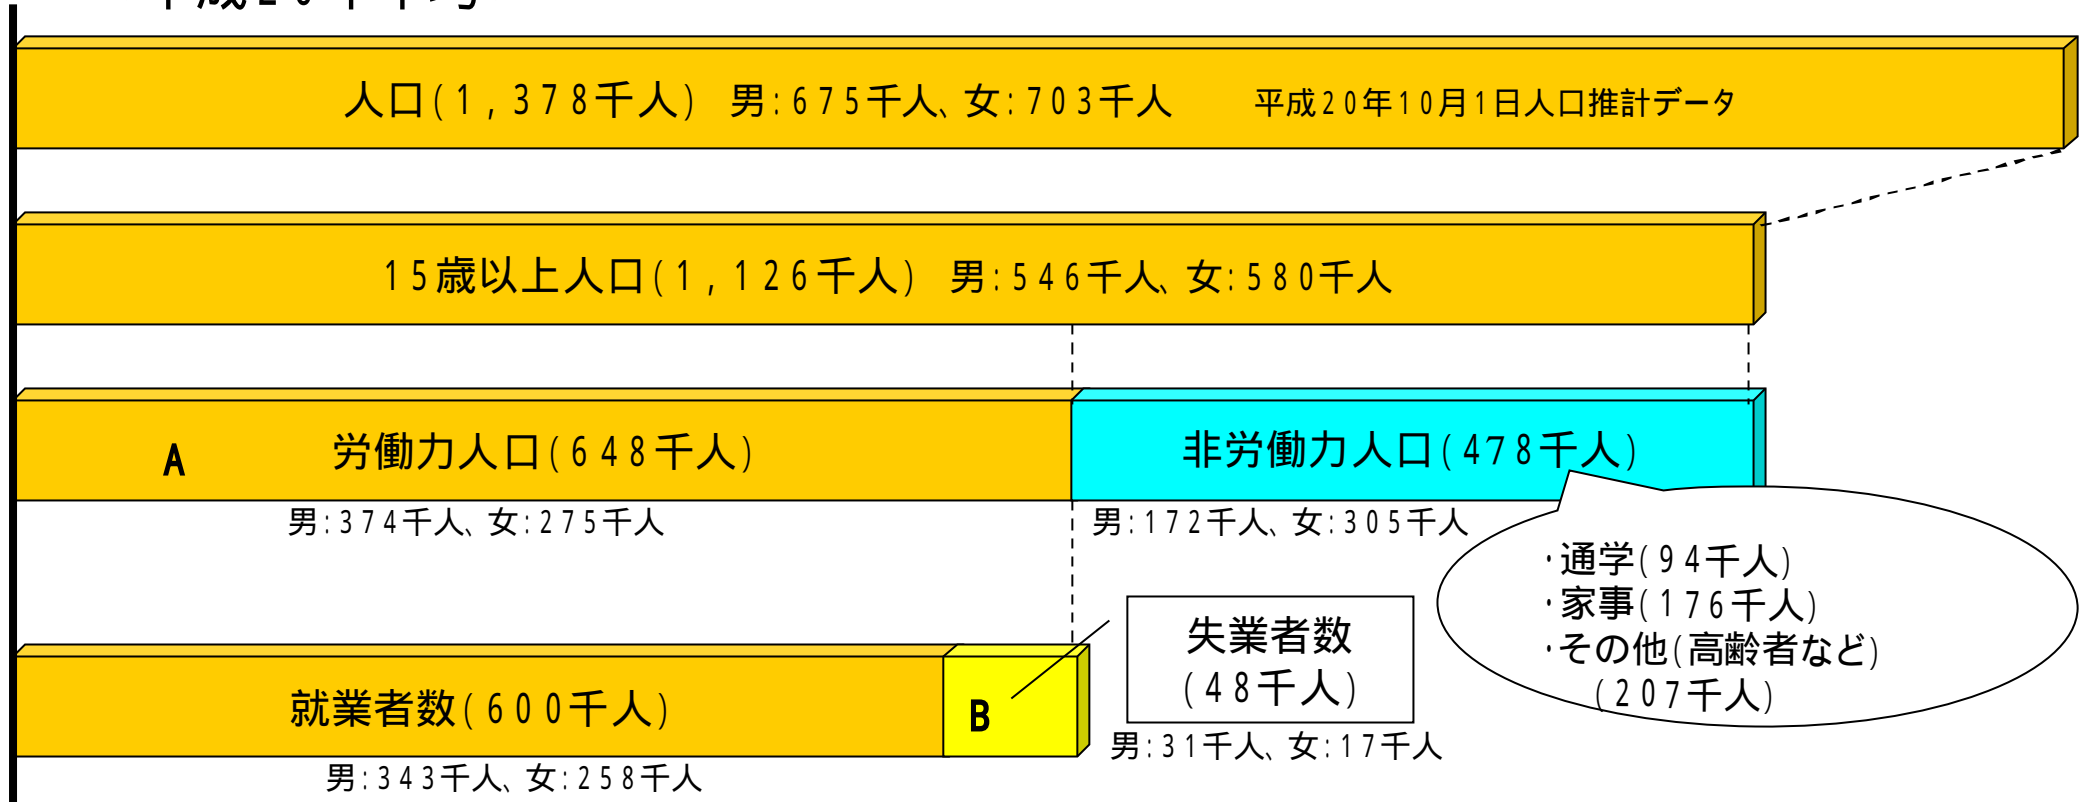 人口(1,378千人) 男:675千人、女:703千人 平成20年10月1日人口推計データ
15歳以上人口(1,126千人) 男:546千人、女:580千人
A 労働力人口(648千人) 非労働力人口(478千人)
男:374千人、女:275千人 男:172千人、女:305千人
・通学(94千人)
・家事(176千人)
・その他(高齢者など)
(207千人)
失業者数
(48千人)
就業者数(600千人) B
男:31千人、女:17千人
男:343千人、女:258千人